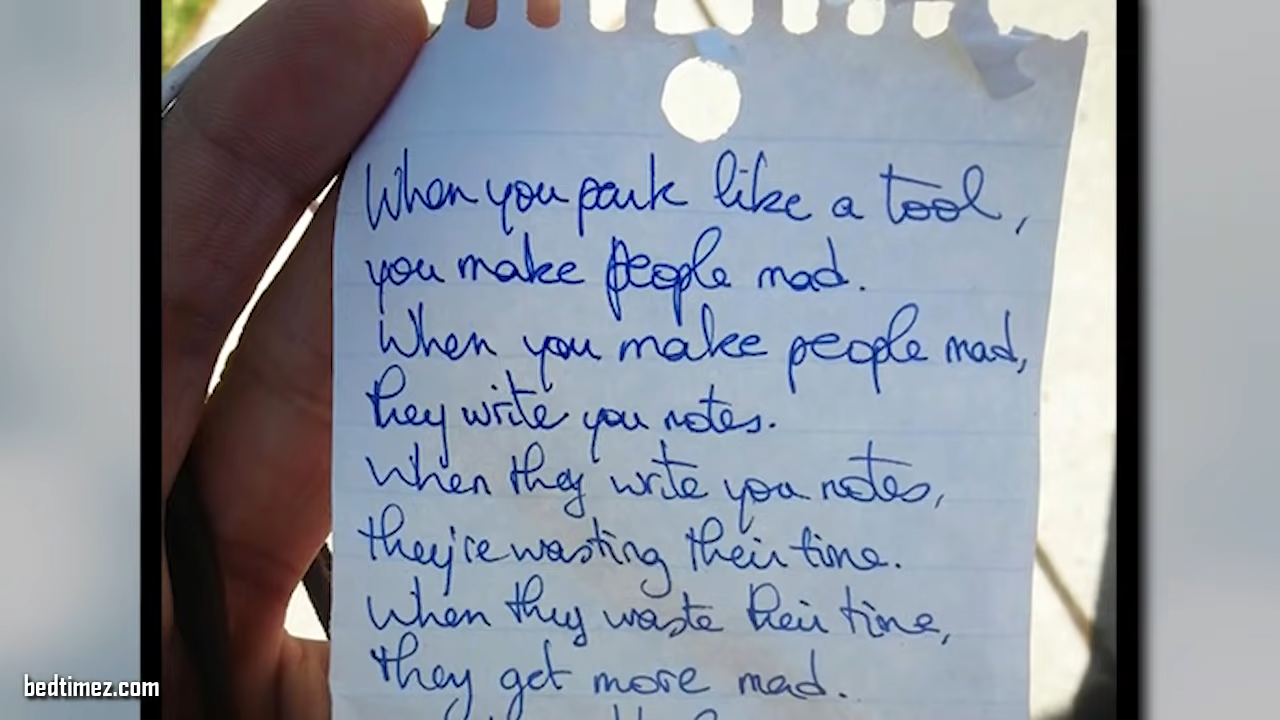 When you park like a tool,
you make people mad.
When you make people mad,
they write you notes.
When they write you notes,
they're wasting their time.
When they waste their time,
they get more mad.
bedtimez.com